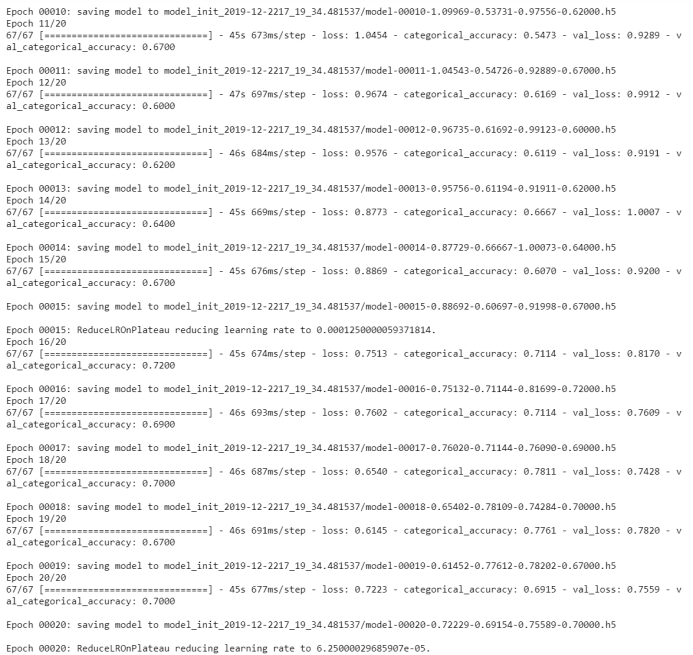 Epoch 00010: saving model to model_init_2019-12-2217_19_34.481537/model-00010-1.09969-0.53731-0.97556-0.62000.h5
Epoch 11/20
67/67 [==============================] - 45s 673ms/step - loss: 1.0454 - categorical_accuracy: 0.5473 - val_loss: 0.9289 - v
al_categorical_accuracy: 0.6700
Epoch 00011: saving model to model_init_2019-12-2217_19_34.481537/model-00011-1.04543-0.54726-0.92889-0.67000.h5
Epoch 12/20
67/67 [==============================] - 47s 697ms/step - loss: 0.9674 - categorical_accuracy: 0.6169 - val_loss: 0.9912 - v
al_categorical_accuracy: 0.6000
Epoch 00012: saving model to model_init_2019-12-2217_19_34.481537/model-00012-0.96735-0.61692-0.99123-0.60000.h5
Epoch 13/20
67/67 [==============================] - 46s 684ms/step - loss: 0.9576 - categorical_accuracy: 0.6119 - val_loss: 0.9191 - v
al_categorical_accuracy: 0.6200
Epoch 00013: saving model to model_init_2019-12-2217_19_34.481537/model-00013-0.95756-0.61194-0.91911-0.62000.h5
Epoch 14/20
67/67 [==============================] - 45s 669ms/step - loss: 0.8773 - categorical_accuracy: 0.6667 - val_loss: 1.0007 - v
al_categorical_accuracy: 0.6400
Epoch 00014: saving model to model_init_2019-12-2217_19_34.481537/model-00014-0.87729-0.66667-1.00073-0.64000.h5
Epoch 15/20
67/67 [==============================] - 45s 676ms/step - loss: 0.8869 - categorical_accuracy: 0.6070 - val_loss: 0.9200 - v
al_categorical_accuracy: 0.6700
Epoch 00015: saving model to model_init_2019-12-2217_19_34.481537/model-00015-0.88692-0.60697-0.91998-0.67000.h5
Epoch 00015: ReduceLROnPlateau reducing learning rate to 0.0001250000059371814.
Epoch 16/20
67/67 [==============================] - 45s 674ms/step - loss: 0.7513 - categorical_accuracy: 0.7114 - val_loss: 0.8170 - v
al_categorical_accuracy: 0.7200
Epoch 00016: saving model to model_init_2019-12-2217_19_34.481537/model-00016-0.75132-0.71144-0.81699-0.72000.h5
Epoch 17/20
67/67 [==============================] - 46s 693ms/step - loss: 0.7602 - categorical_accuracy: 0.7114 - val_loss: 0.7609 - v
al_categorical_accuracy: 0.6900
Epoch 00017: saving model to model_init_2019-12-2217_19_34.481537/model-00017-0.76020-0.71144-0.76090-0.69000.h5
Epoch 18/20
67/67 [==============================] - 46s 687ms/step - loss: 0.6540 - categorical_accuracy: 0.7811 - val_loss: 0.7428 - v
al_categorical_accuracy: 0.7000
Epoch 00018: saving model to model_init_2019-12-2217_19_34.481537/model-00018-0.65402-0.78109-0.74284-0.70000.h5
Epoch 19/20
67/67 [==============================] - 46s 691ms/step - loss: 0.6145 - categorical_accuracy: 0.7761 - val_loss: 0.7820 - v
al_categorical_accuracy: 0.6700
Epoch 00019: saving model to model_init_2019-12-2217_19_34.481537/model-00019-0.61452-0.77612-0.78202-0.67000.h5
Epoch 20/20
67/67 [==============================] - 45s 677ms/step - loss: 0.7223 - categorical_accuracy: 0.6915 - val_loss: 0.7559 - v
al_categorical_accuracy: 0.7000
Epoch 00020: saving model to model_init_2019-12-2217_19_34.481537/model-00020-0.72229-0.69154-0.75589-0.70000.h5
Epoch 00020: ReduceLROnPlateau reducing learning rate to 6.25000029685907e-05.